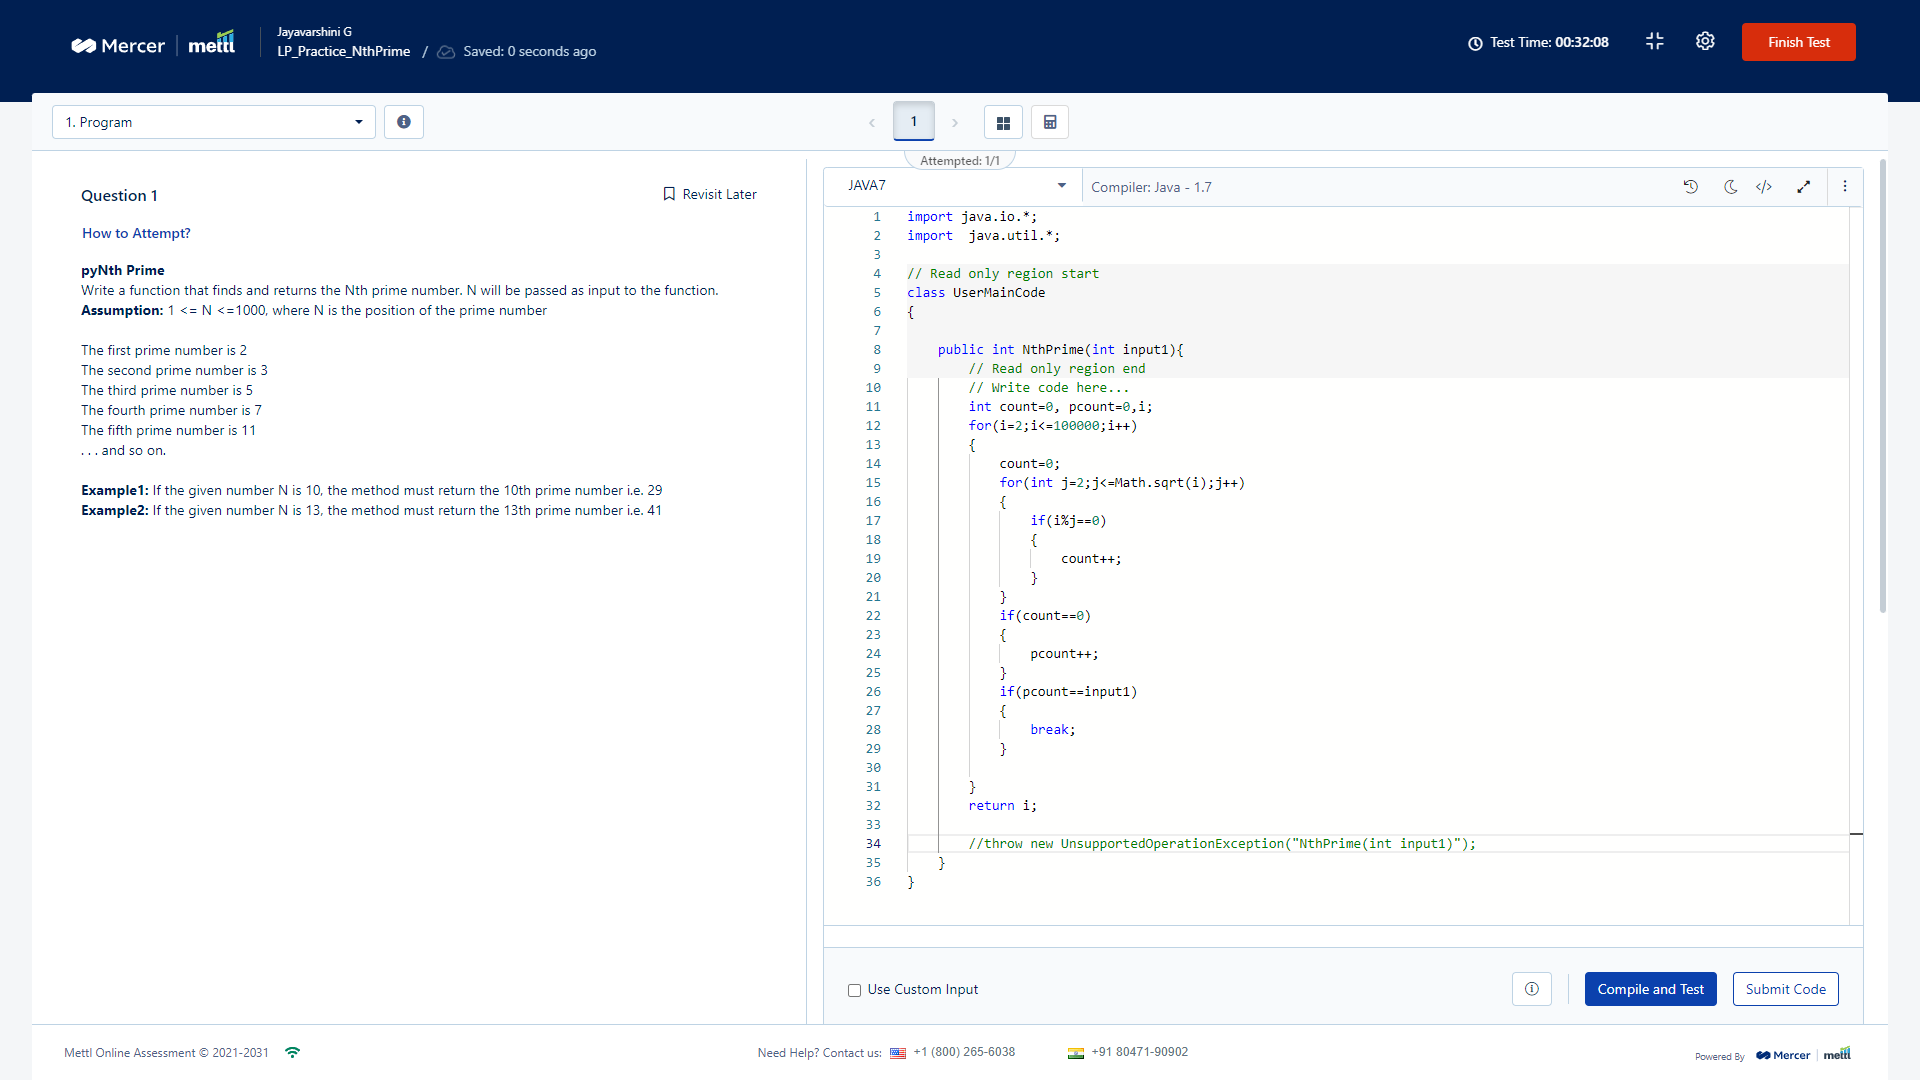 Mercer | mettl
Jayavarshini G
LP_Practice_NthPrime / Saved: 0 seconds ago
Test Time: 00:32:08
Finish Test
1. Program
1
Attempted: 1/1
Question 1
Revisit Later
How to Attempt?
pyNth Prime
Write a function that finds and returns the Nth prime number. N will be passed as input to the function.
Assumption: 1 <= N <=1000, where N is the position of the prime number
The first prime number is 2
The second prime number is 3
The third prime number is 5
The fourth prime number is 7
The fifth prime number is 11
. . . and so on.
Example1: If the given number N is 10, the method must return the 10th prime number i.e. 29
Example2: If the given number N is 13, the method must return the 13th prime number i.e. 41
JAVA7
Compiler: Java - 1.7
1 import java.io.*;
2 import  java.util.*;
3
4 // Read only region start
5 class UserMainCode
6 {
7
8     public int NthPrime(int input1){
9         // Read only region end
10         // Write code here...
11         int count=0, pcount=0,i;
12         for(i=2;i<=100000;i++)
13         {
14             count=0;
15             for(int j=2;j<=Math.sqrt(i);j++)
16             {
17                 if(i%j==0)
18                 {
19                     count++;
20                 }
21             }
22             if(count==0)
23             {
24                 pcount++;
25             }
26             if(pcount==input1)
27             {
28                 break;
29             }
30
31         }
32         return i;
33
34         //throw new UnsupportedOperationException("NthPrime(int input1)");
35     }
36 }
Use Custom Input
Compile and Test
Submit Code
Mettl Online Assessment © 2021-2031
Need Help? Contact us: +1 (800) 265-6038
+91 80471-90902
Powered By Mercer | mettl